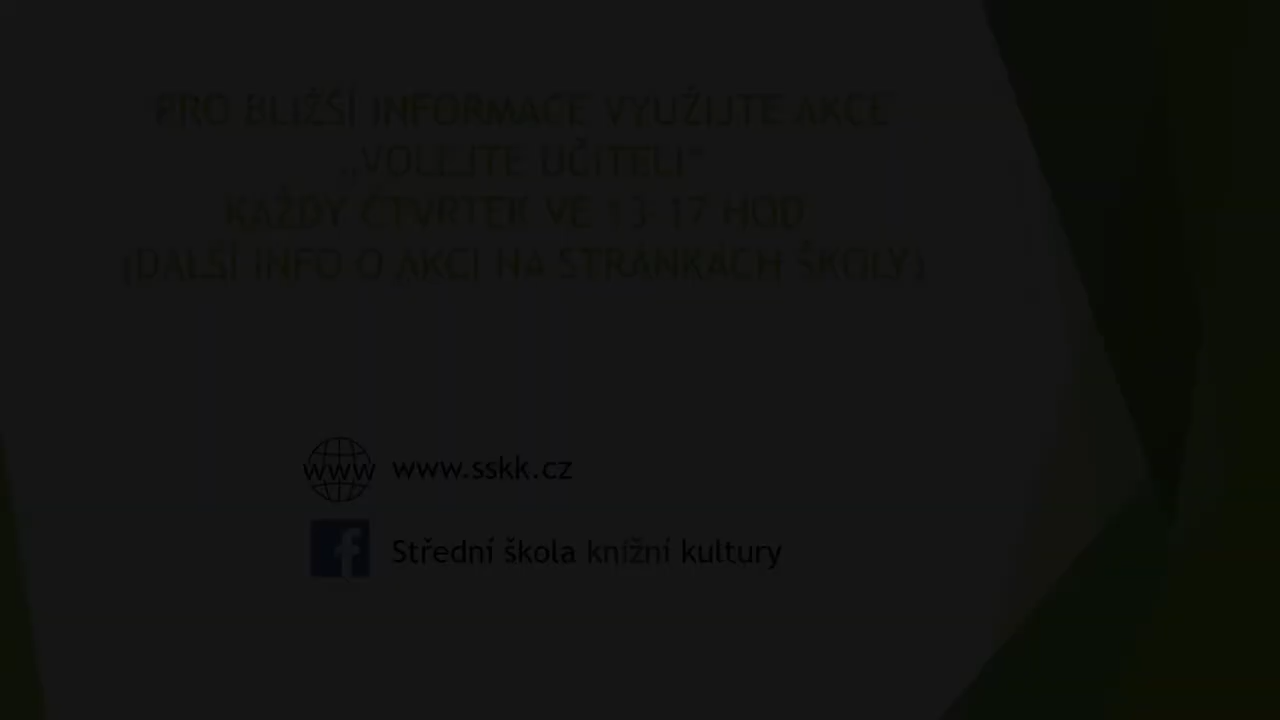 PRO BLIŽŠÍ INFORMACE VYUŽIJTE AKCE
„VOLEJTE UČITELI“
KAŽDÝ ČTVRTEK VE 13-17 HOD
(DALŠÍ INFO O AKCI NA STRÁNKÁCH ŠKOLY)
www www.sskk.cz
f Střední škola knižní kultury